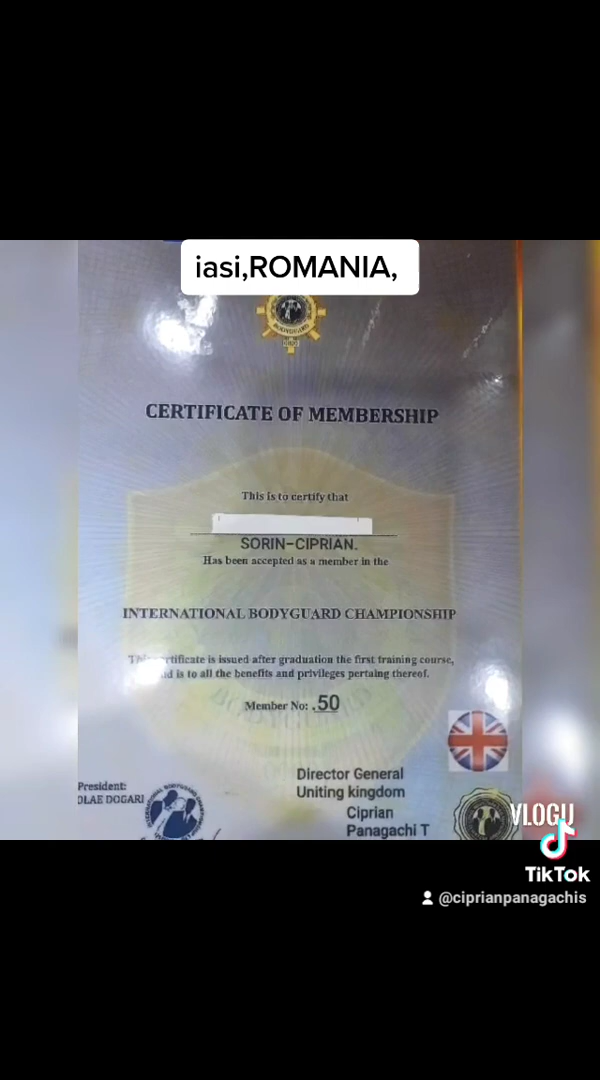 iasi,ROMANIA,
CERTIFICATE OF MEMBERSHIP
This is to certify that
SORIN-CIPRIAN.
Has been accepted as a member in the
INTERNATIONAL BODYGUARD CHAMPIONSHIP
certificate is issued after graduation the first training course,
is to all the benefits and privileges pertaing thereof.
Member No: .50
President:
OLAE DOGARI
Director General
Uniting kingdom
Ciprian
Panagachi T
VLOGU
TikTok
@ciprianpanagachis